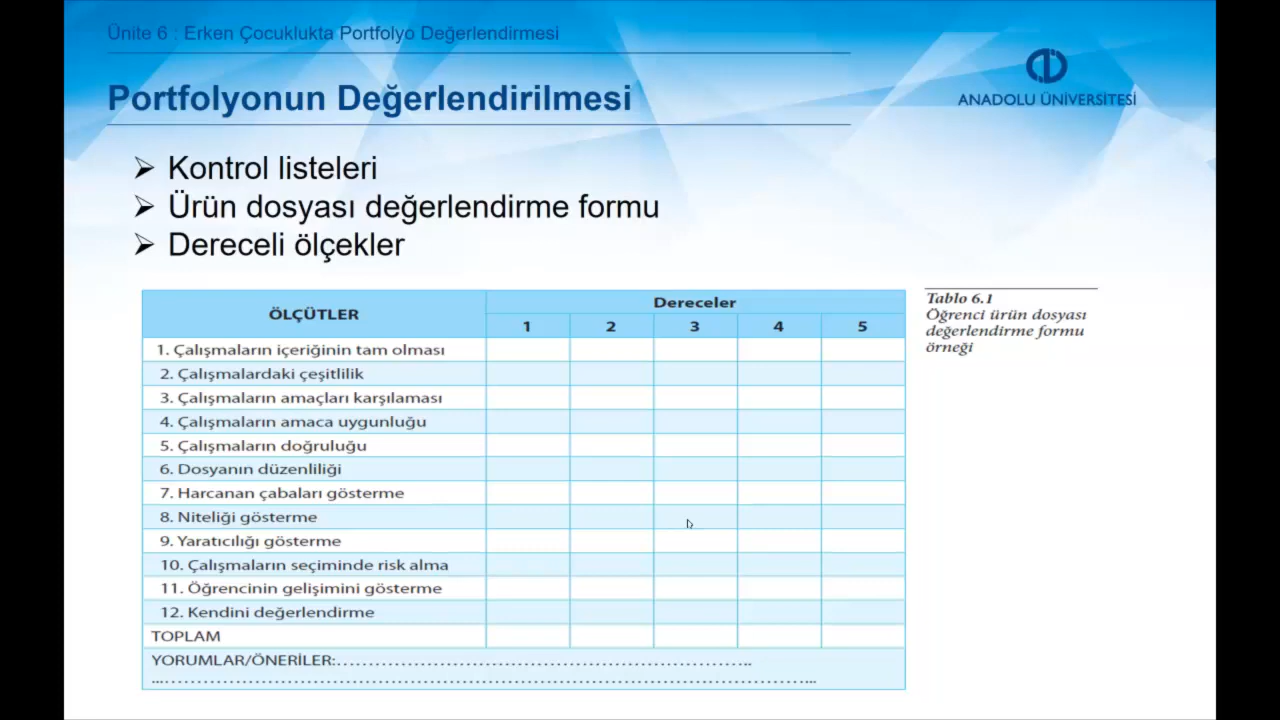 Ünite 6 : Erken Çocuklukta Portfolyo Değerlendirmesi
Portfolyonun Değerlendirilmesi
ANADOLU ÜNİVERSİTESİ
Kontrol listeleri
Ürün dosyası değerlendirme formu
Dereceli ölçekler
ÖLÇÜTLER
Dereceler
1 2 3 4 5
1. Çalışmaların içeriğinin tam olması
2. Çalışmalardaki çeşitlilik
3. Çalışmaların amaçları karşılaması
4. Çalışmaların amaca uygunluğu
5. Çalışmaların doğruluğu
6. Dosyanın düzenliliği
7. Harcanan çabaları gösterme
8. Niteliği gösterme
9. Yaratıcılığı gösterme
10. Çalışmaların seçiminde risk alma
11. Öğrencinin gelişimini gösterme
12. Kendini değerlendirme
TOPLAM
YORUMLAR/ÖNERİLER:……………………………………………………..
...……………………………………………………………………………...
Tablo 6.1
Öğrenci ürün dosyası
değerlendirme formu
örneği